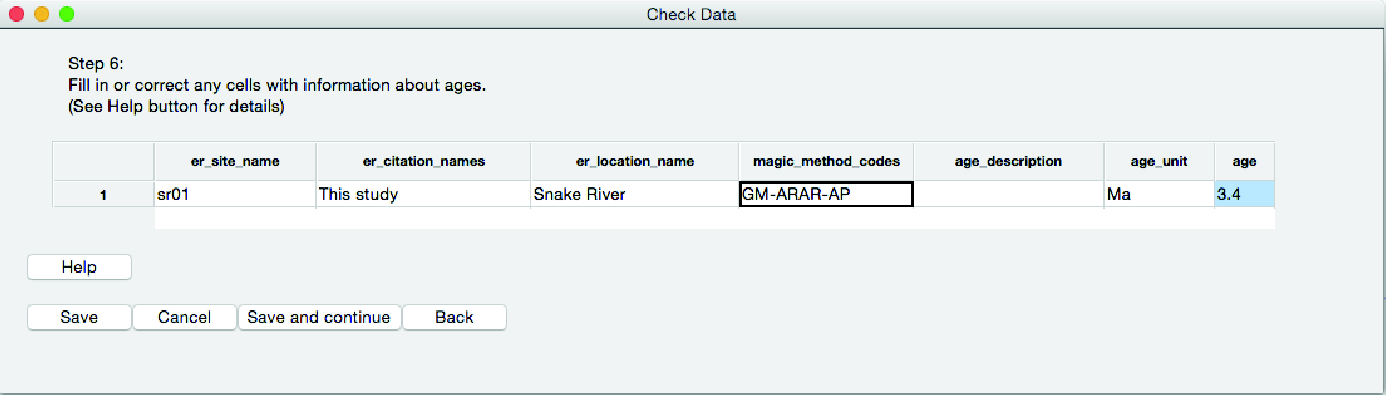 Check Data
Step 6:
Fill in or correct any cells with information about ages.
(See Help button for details)
er_site_name er_citation_names er_location_name magic_method_codes age_description age_unit age
1 sr01 This study Snake River GM-ARAR-AP Ma 3.4
Help
Save Cancel Save and continue Back